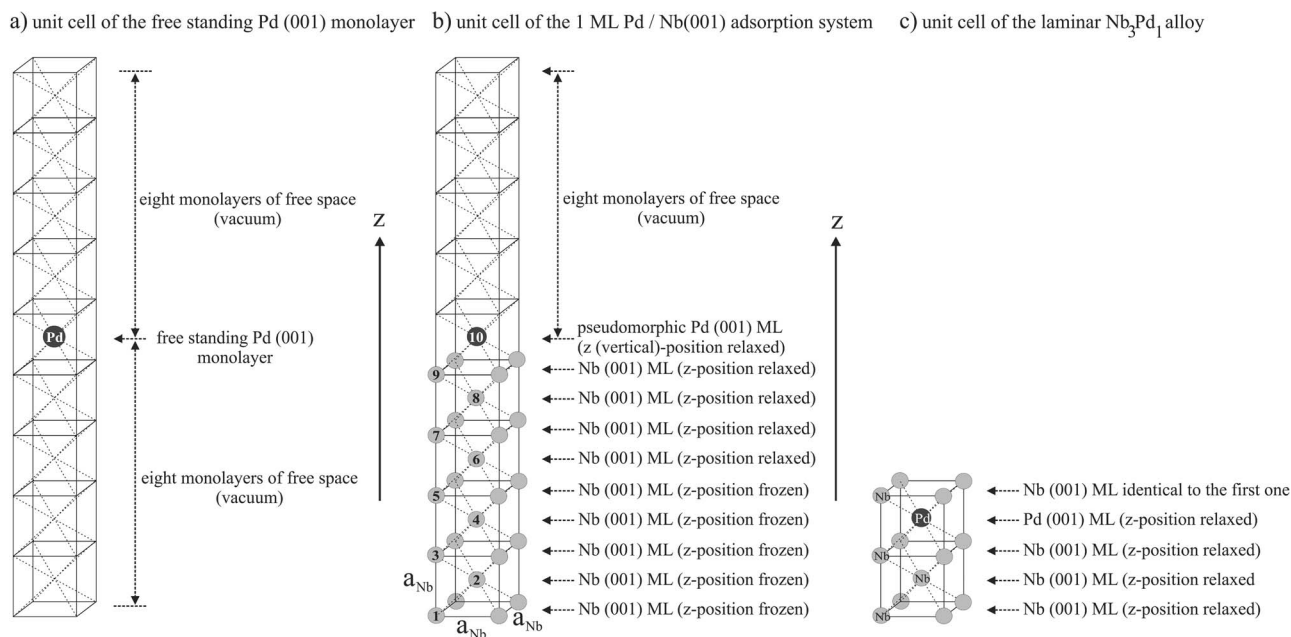 a) unit cell of the free standing Pd (001) monolayer
eight monolayers of free space
(vacuum)
z
Pd
free standing Pd (001)
monolayer
eight monolayers of free space
(vacuum)
b) unit cell of the 1 ML Pd / Nb(001) adsorption system
eight monolayers of free space
(vacuum)
z
10
pseudomorphic Pd (001) ML
(z (vertical)-position relaxed)
9
Nb (001) ML (z-position relaxed)
8
Nb (001) ML (z-position relaxed)
7
Nb (001) ML (z-position relaxed)
6
Nb (001) ML (z-position relaxed)
5
Nb (001) ML (z-position frozen)
4
Nb (001) ML (z-position frozen)
3
Nb (001) ML (z-position frozen)
a_Nb
2
Nb (001) ML (z-position frozen)
1
Nb (001) ML (z-position frozen)
a_Nb
a_Nb
c) unit cell of the laminar Nb3Pd1 alloy
Nb
Nb (001) ML identical to the first one
Pd
Pd (001) ML (z-position relaxed)
Nb
Nb (001) ML (z-position relaxed)
Nb
Nb (001) ML (z-position relaxed
Nb
Nb (001) ML (z-position relaxed)